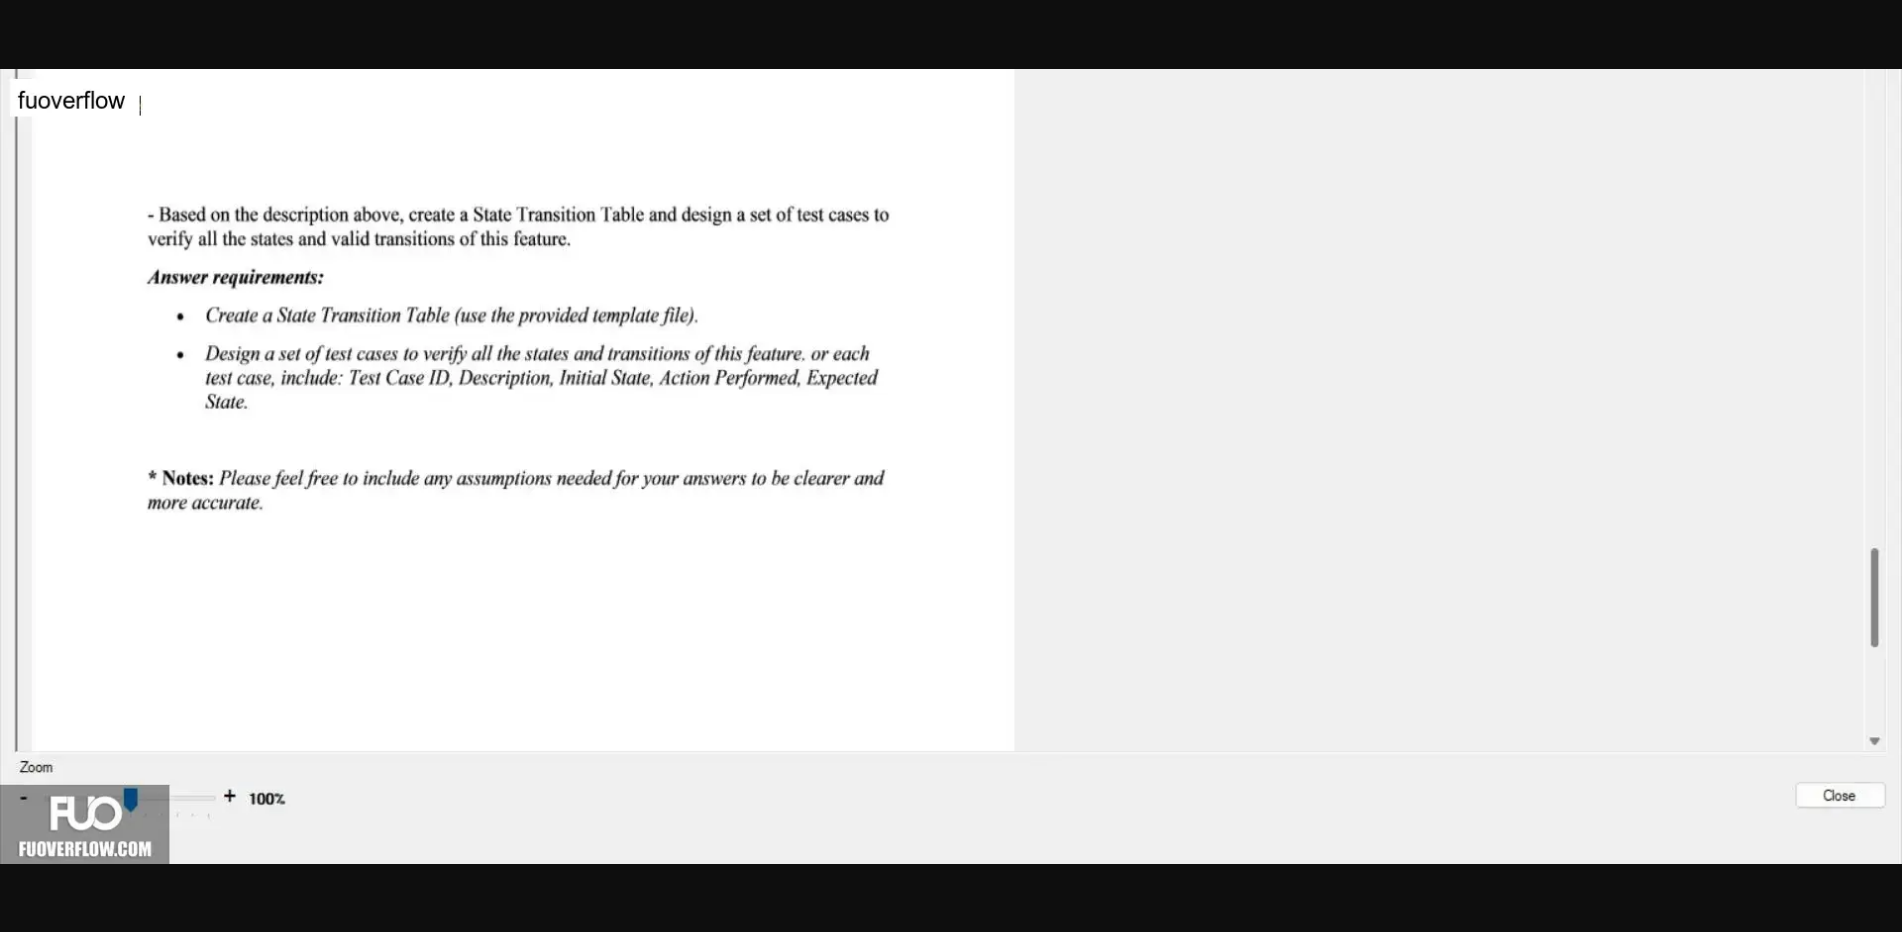 fuoverflow |
- Based on the description above, create a State Transition Table and design a set of test cases to
verify all the states and valid transitions of this feature.
Answer requirements:
• Create a State Transition Table (use the provided template file).
• Design a set of test cases to verify all the states and transitions of this feature. or each
test case, include: Test Case ID, Description, Initial State, Action Performed, Expected
State.
* Notes: Please feel free to include any assumptions needed for your answers to be clearer and
more accurate.
Zoom
- + 100%
Close
FUO
FUOVERFLOW.COM